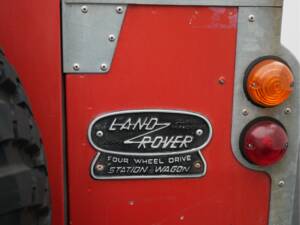 LAND
ROVER
FOUR WHEEL DRIVE
STATION WAGON